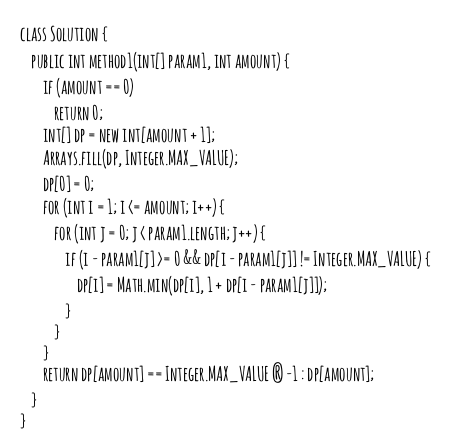 class Solution {
public int method1(int[] param1, int amount) {
if (amount == 0)
return 0;
int[] dp = new int[amount + 1];
Arrays.fill(dp, Integer.MAX_VALUE);
dp[0] = 0;
for (int i = 1; i <= amount; i++) {
for (int j = 0; j < param1.length; j++) {
if (i - param1[j] >= 0 && dp[i - param1[j]] != Integer.MAX_VALUE) {
dp[i] = Math.min(dp[i], 1 + dp[i - param1[j]]);
}
}
}
return dp[amount] == Integer.MAX_VALUE ® -1 : dp[amount];
}
}